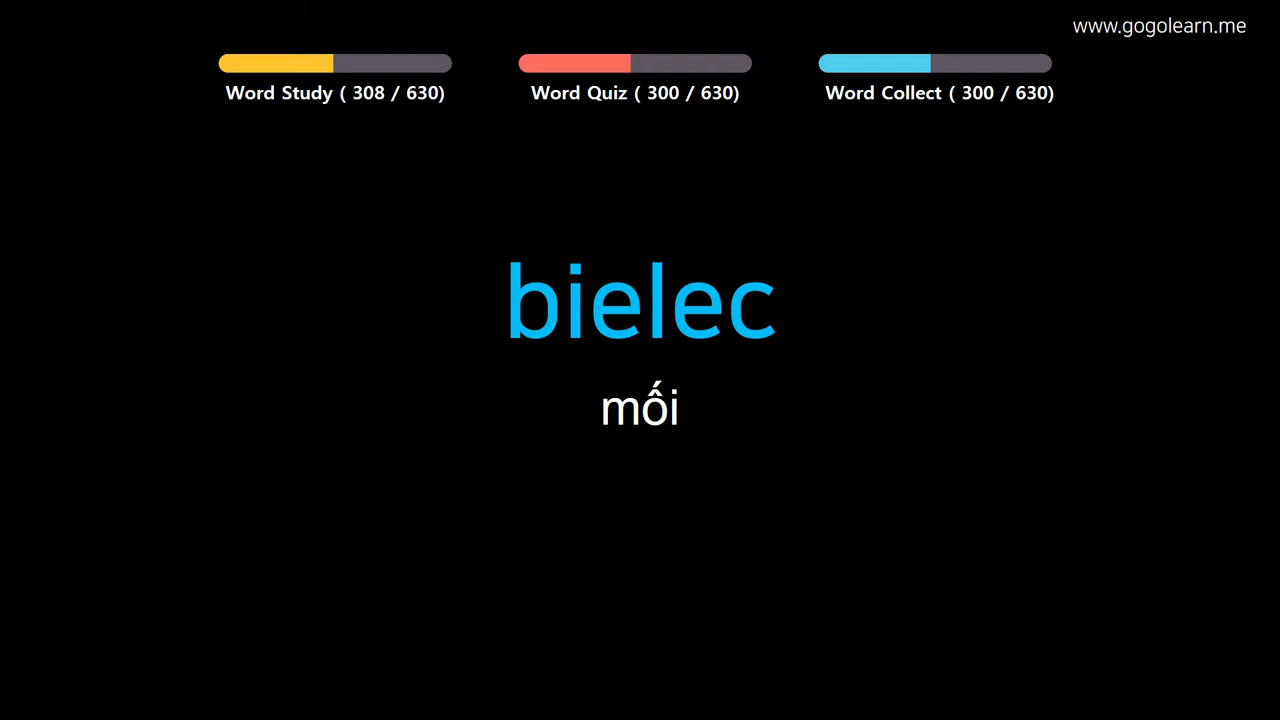 www.gogolearn.me
Word Study ( 308 / 630)
Word Quiz ( 300 / 630)
Word Collect ( 300 / 630)
bielec
mối